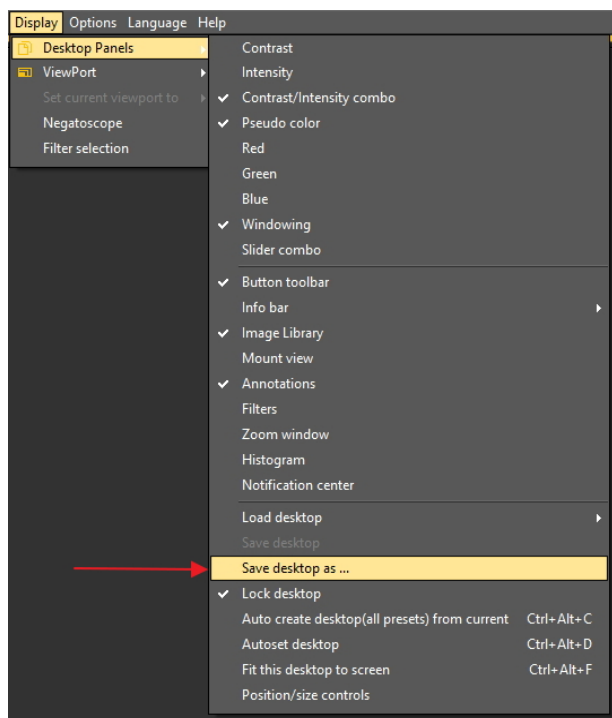 Display Options Language Help
Desktop Panels
ViewPort
Set current viewport to
Negatoscope
Filter selection
Contrast
Intensity
Contrast/Intensity combo
Pseudo color
Red
Green
Blue
Windowing
Slider combo
Button toolbar
Info bar
Image Library
Mount view
Annotations
Filters
Zoom window
Histogram
Notification center
Load desktop
Save desktop
Save desktop as ...
Lock desktop
Auto create desktop(all presets) from current Ctrl+Alt+C
Autoset desktop Ctrl+Alt+D
Fit this desktop to screen Ctrl+Alt+F
Position/size controls